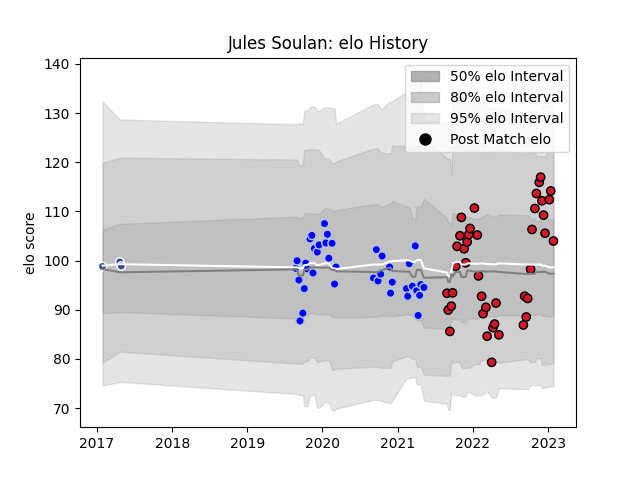 Jules Soulan: elo History
140
130
120
110
100
90
80
70
elo score
50% elo Interval
80% elo Interval
95% elo Interval
Post Match elo
2017
2018
2019
2020
2021
2022
2023